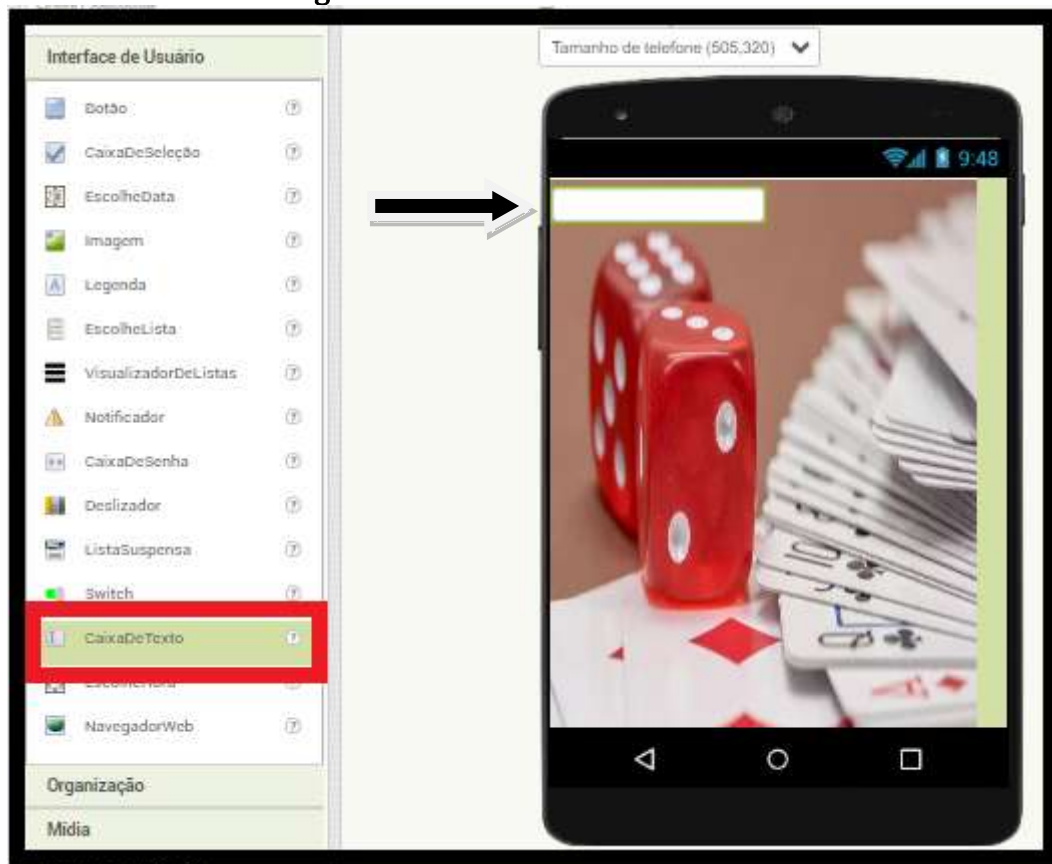 Interface de Usuário
Botão
CaixaDeSeleção
EscolheData
Imagem
Legenda
EscolheLista
VisualizadorDeListas
Notificador
CaixaDeSenha
Deslizador
ListaSuspensa
Switch
CaixaDeTexto
NavegadorWeb
Organização
Mídia
Tamanho de telefone (505,320)
9:48